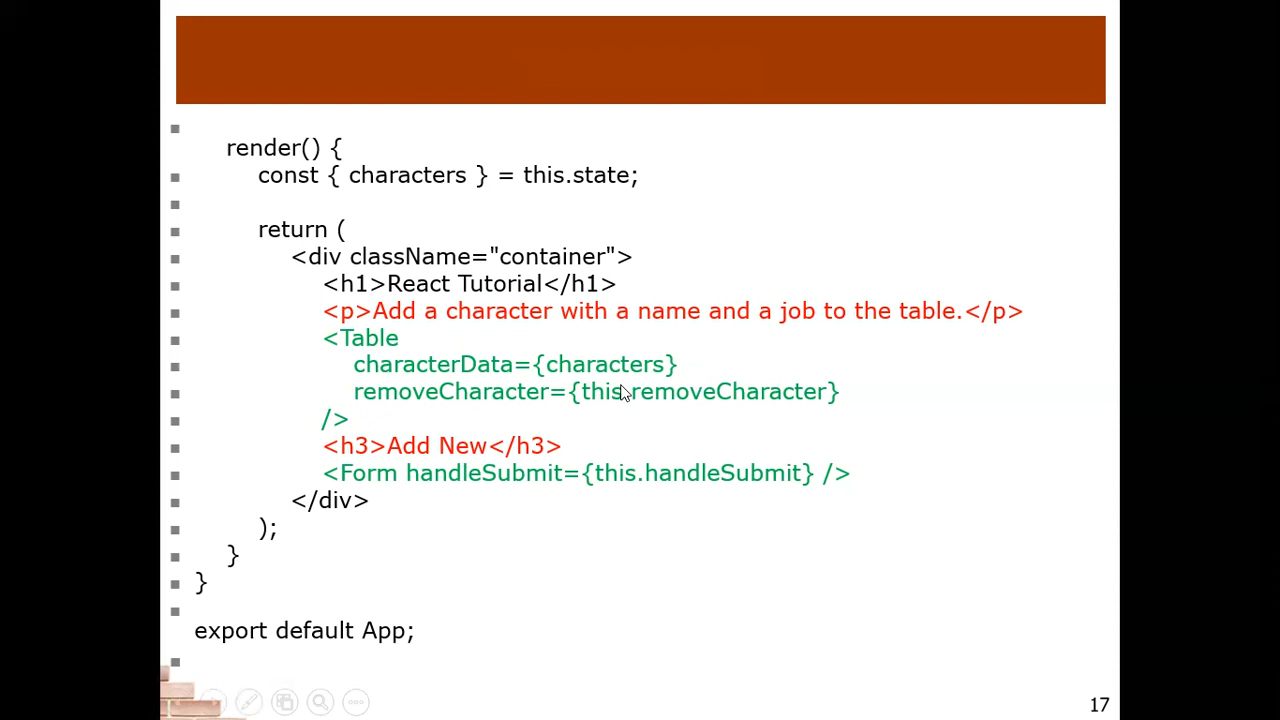 render() {
const { characters } = this.state;
return (
<div className="container">
<h1>React Tutorial</h1>
<p>Add a character with a name and a job to the table.</p>
<Table
characterData={characters}
removeCharacter={this.removeCharacter}
/>
<h3>Add New</h3>
<Form handleSubmit={this.handleSubmit} />
</div>
);
}
}
export default App;
17